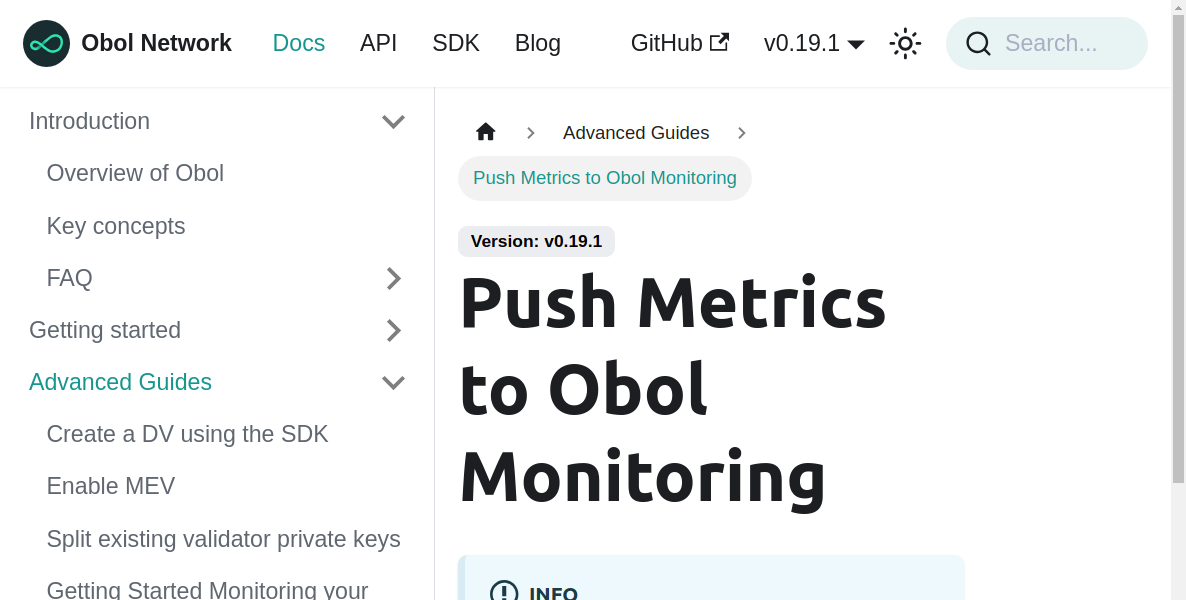 Obol Network Docs API SDK Blog GitHub v0.19.1 Search...
Introduction
Overview of Obol
Key concepts
FAQ
Getting started
Advanced Guides
Create a DV using the SDK
Enable MEV
Split existing validator private keys
Getting Started Monitoring your
Advanced Guides
Push Metrics to Obol Monitoring
Version: v0.19.1
Push Metrics
to Obol
Monitoring
INFO